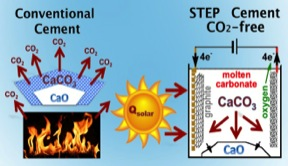 Conventional
Cement
CO₂
CO₂
CO₂
CO₂
CO₂
CO₂
CO₂
CaCO₃
CaO
Qsolar
STEP Cement
CO₂-free
4e⁻
4e⁻
molten
carbonate
graphite
oxygen
CaCO₃
CaO